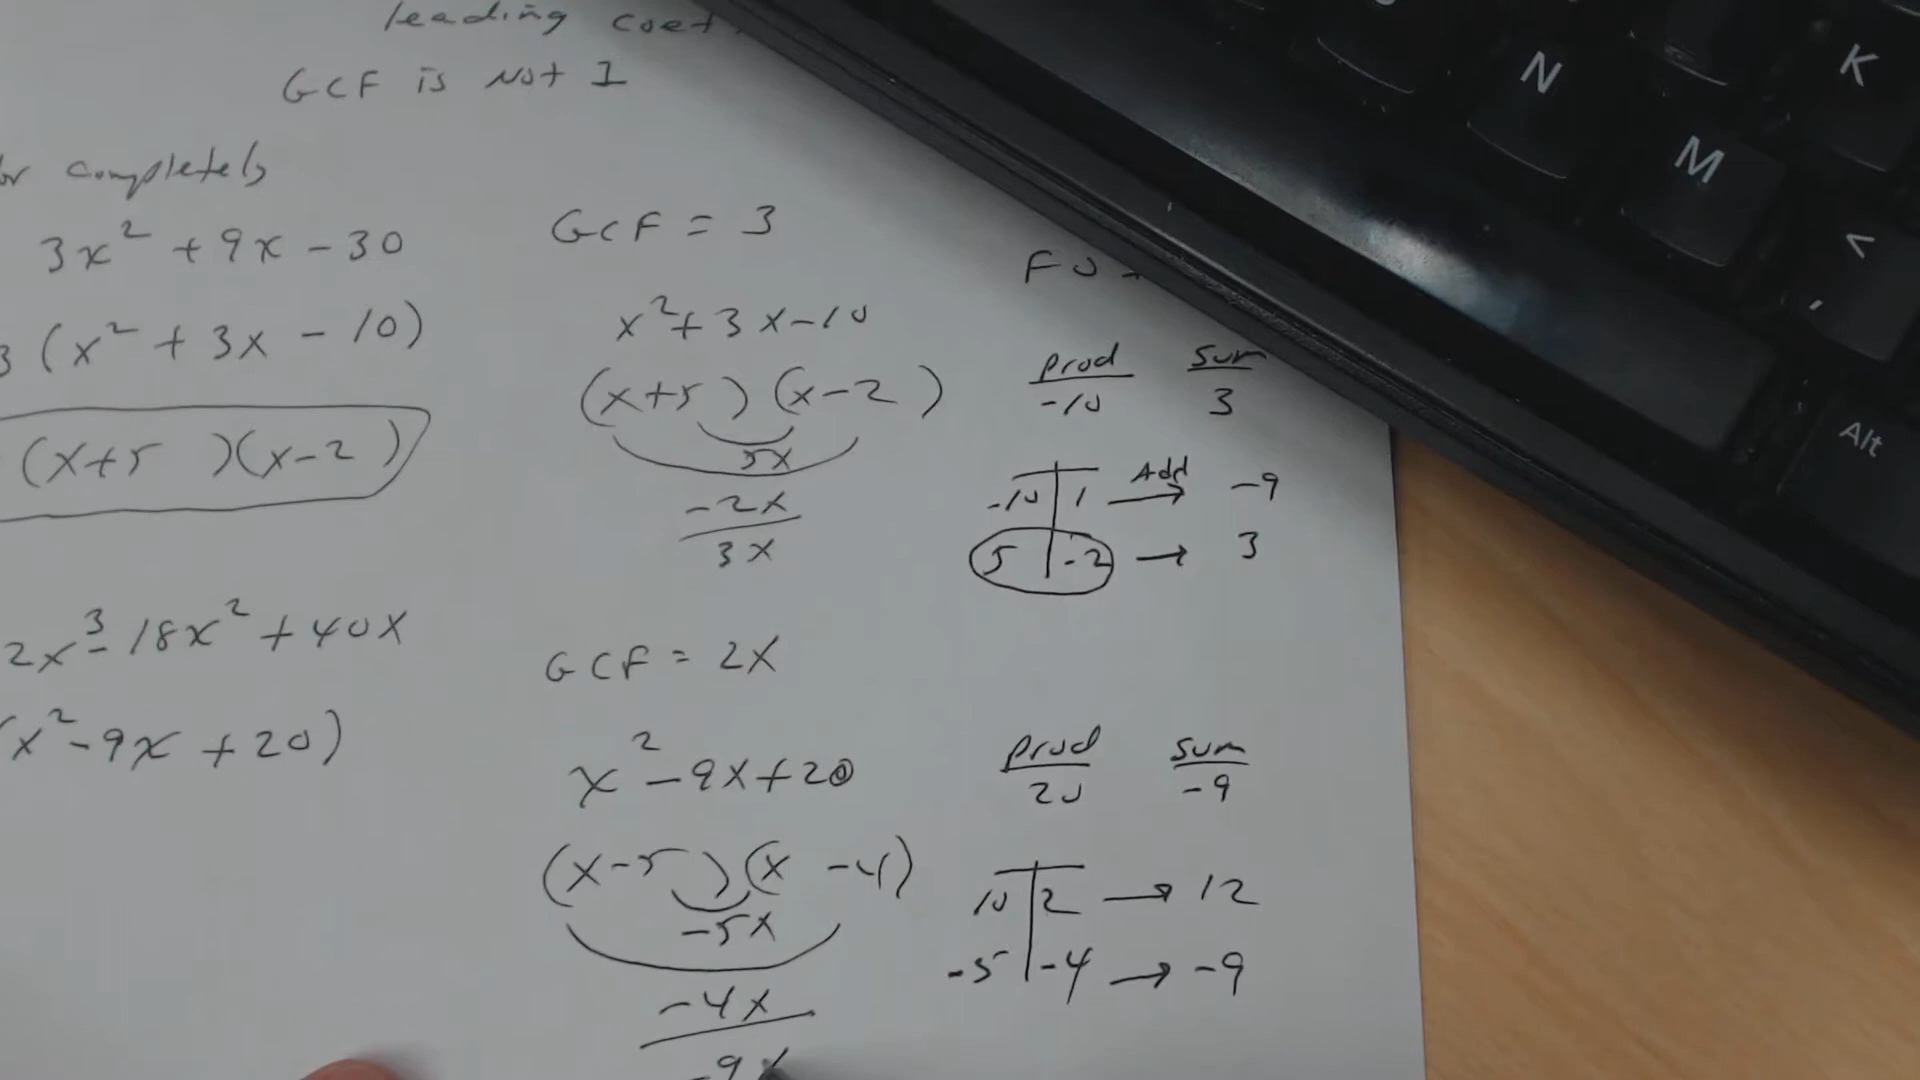 leading coef
GCF is Not 1
or completely
3x² + 9x - 30
GCF = 3
3 (x² + 3x - 10)
x² + 3x - 10
(x+5 )(x-2)
(x+5 ) (x-2 )
5x
-2x
3x
prod sum
-10 3
-10 | 1 Add → -9
5 | -2 → 3
2x³ - 18x² + 40x
GCF = 2x
(x² - 9x + 20)
x² - 9x + 20
(x-5 ) (x -4)
-5x
-4x
-9x
prod sum
20 -9
10 | 2 → 12
-5 | -4 → -9
N
K
M
<
,
Alt